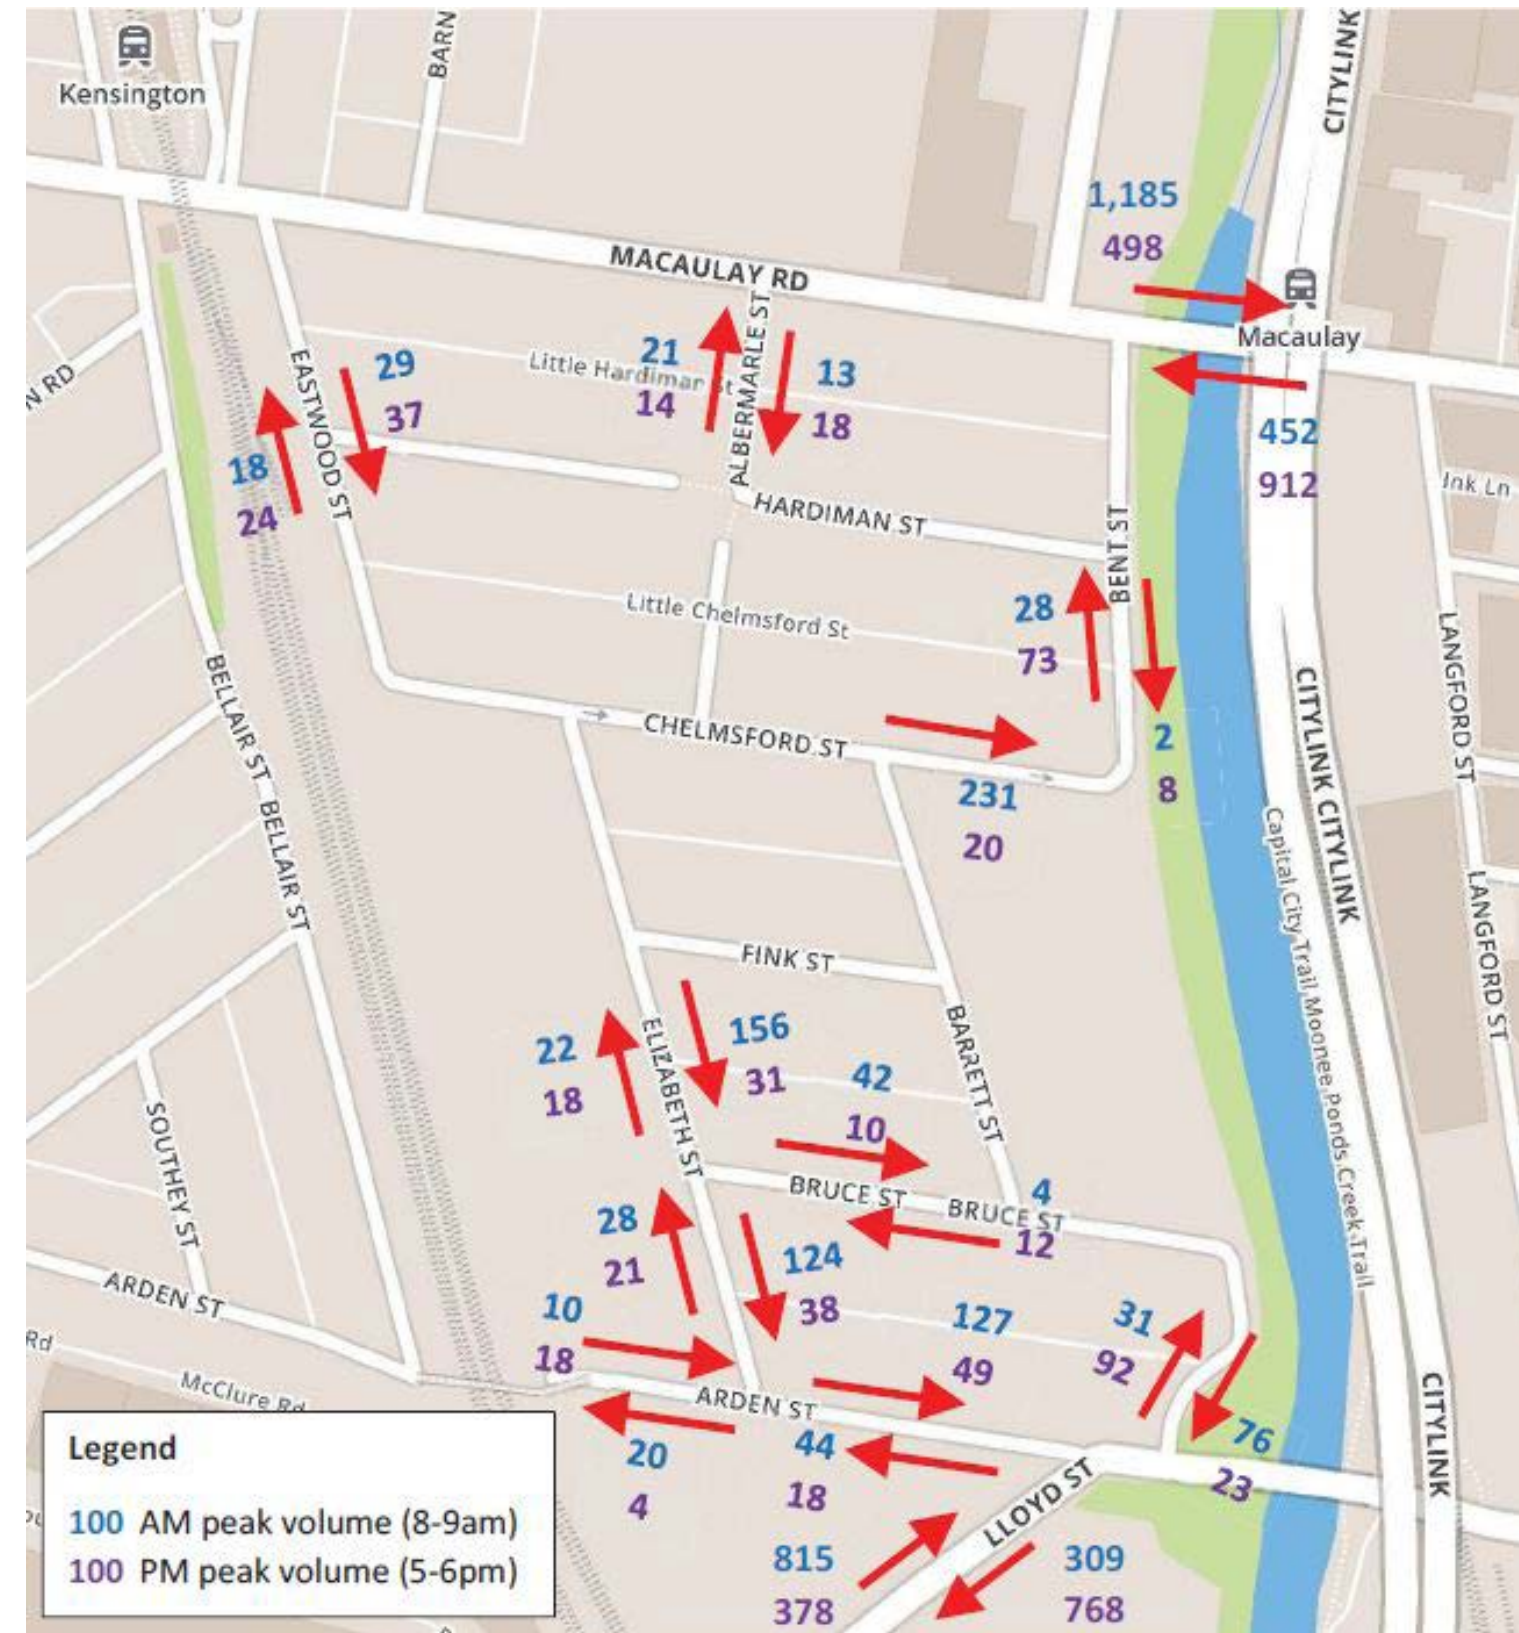 CITYLINK
BARN
Kensington
1,185
498
MACAULAY RD
Macaulay
N RD
29
37
EASTWOOD ST
18
24
21
14
Little Hardiman St
ALBERMARLE ST
13
18
452
912
Ink Ln
HARDIMAN ST
BENT ST
28
73
Little Chelmsford St
LANGFORD ST
2
8
CHELMSFORD ST
231
20
BELLAIR ST
BELLAIR ST
CITYLINK
CITYLINK
Capital City Trail
Moonee Ponds Creek Trail
LANGFORD ST
FINK ST
22
18
ELIZABETH ST
156
31
42
10
BARRETT ST
SOUTHEY ST
BRUCE ST
BRUCE ST
4
12
28
21
124
38
127
49
31
92
ARDEN ST
10
18
Rd
McClure Rd
ARDEN ST
20
4
44
18
76
23
LLOYD ST
815
378
309
768
CITYLINK
Legend
100 AM peak volume (8-9am)
100 PM peak volume (5-6pm)